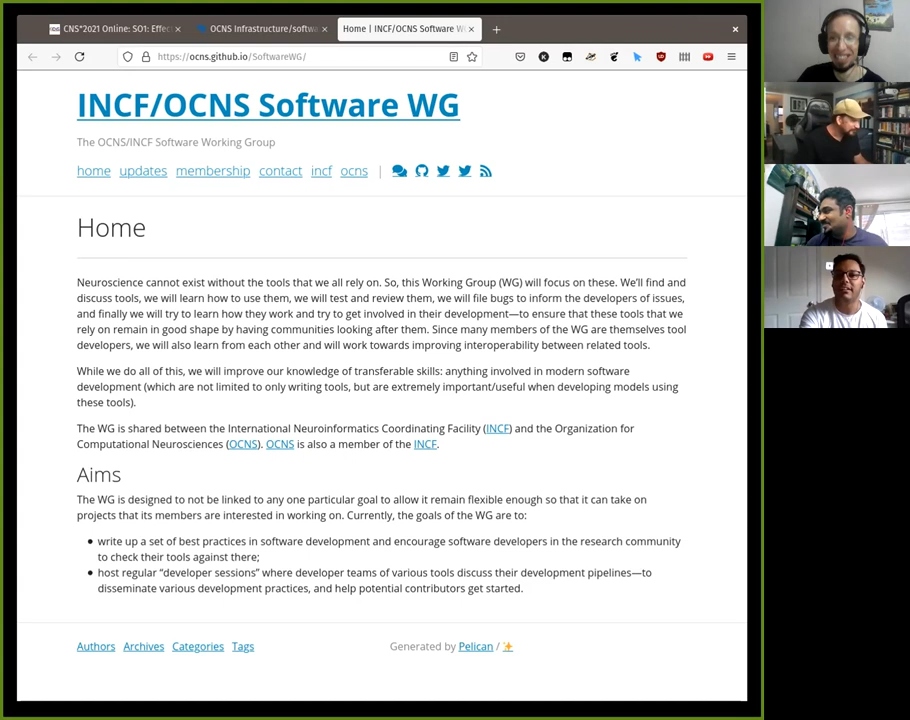 CNS*2021 Online: SO1: Effec
OCNS Infrastructure/softwa
Home | INCF/OCNS Software W
https://ocns.github.io/SoftwareWG/
INCF/OCNS Software WG
The OCNS/INCF Software Working Group
home updates membership contact incf ocns |
Home
Neuroscience cannot exist without the tools that we all rely on. So, this Working Group (WG) will focus on these. We’ll find and
discuss tools, we will learn how to use them, we will test and review them, we will file bugs to inform the developers of issues,
and finally we will try to learn how they work and try to get involved in their development—to ensure that these tools that we
rely on remain in good shape by having communities looking after them. Since many members of the WG are themselves tool
developers, we will also learn from each other and will work towards improving interoperability between related tools.
While we do all of this, we will improve our knowledge of transferable skills: anything involved in modern software
development (which are not limited to only writing tools, but are extremely important/useful when developing models using
these tools).
The WG is shared between the International Neuroinformatics Coordinating Facility (INCF) and the Organization for
Computational Neurosciences (OCNS). OCNS is also a member of the INCF.
Aims
The WG is designed to not be linked to any one particular goal to allow it remain flexible enough so that it can take on
projects that its members are interested in working on. Currently, the goals of the WG are to:
• write up a set of best practices in software development and encourage software developers in the research community
to check their tools against there;
• host regular “developer sessions” where developer teams of various tools discuss their development pipelines—to
disseminate various development practices, and help potential contributors get started.
Authors Archives Categories Tags
Generated by Pelican / ✨